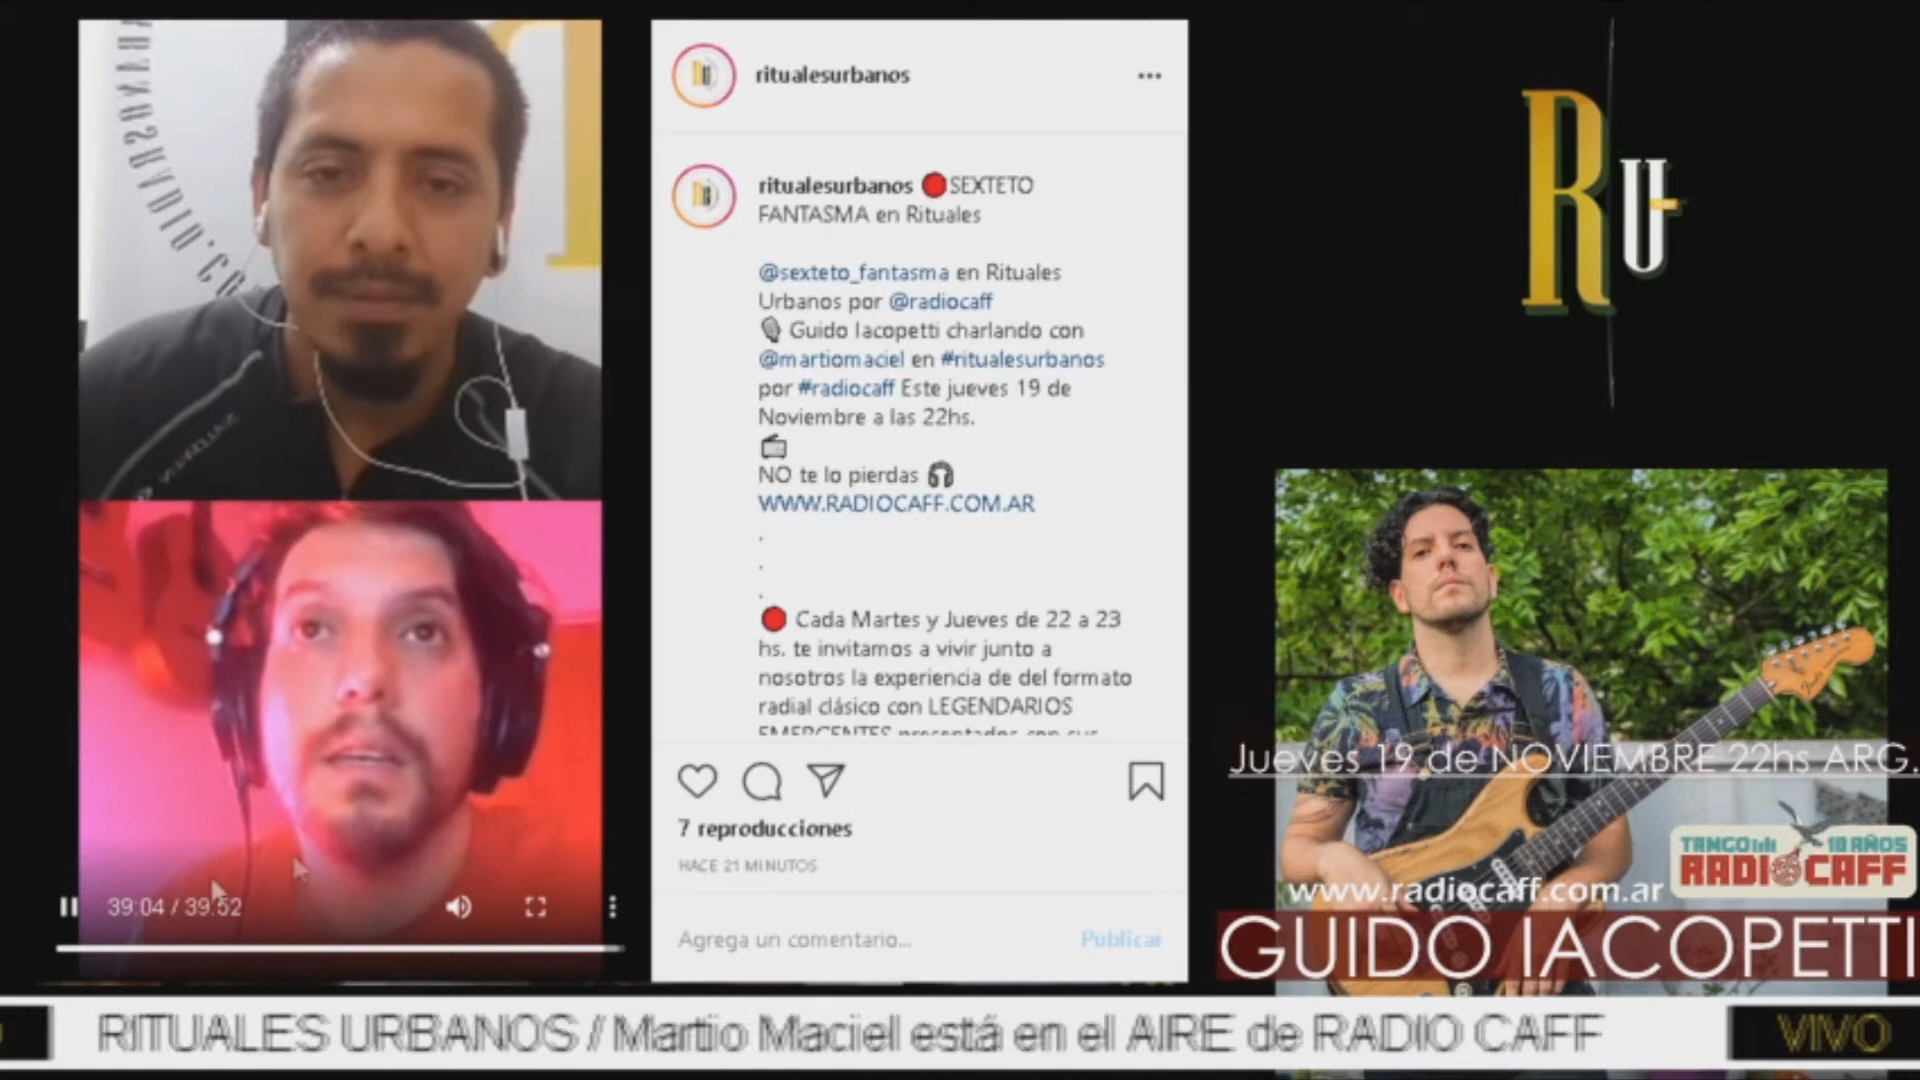 ritualesurbanos
ritualesurbanos 🔴SEXTETO
FANTASMA en Rituales
@sexteto_fantasma en Rituales
Urbanos por @radiocaff
🎙 Guido Iacopetti charlando con
@martiomaciel en #ritualesurbanos
por #radiocaff Este jueves 19 de
Noviembre a las 22hs.
📻
NO te lo pierdas 🎧
WWW.RADIOCAFF.COM.AR
.
.
.
🔴 Cada Martes y Jueves de 22 a 23
hs. te invitamos a vivir junto a
nosotros la experiencia de del formato
radial clásico con LEGENDARIOS
EMERGENTES presentados con sus
7 reproducciones
HACE 21 MINUTOS
Agrega un comentario... Publicar
39:04 / 39:52
RU
Jueves 19 de NOVIEMBRE 22hs ARG.
TANGO 10 AÑOS
RADIOCAFF
www.radiocaff.com.ar
GUIDO IACOPETTI
RITUALES URBANOS / Martio Maciel está en el AIRE de RADIO CAFF
VIVO